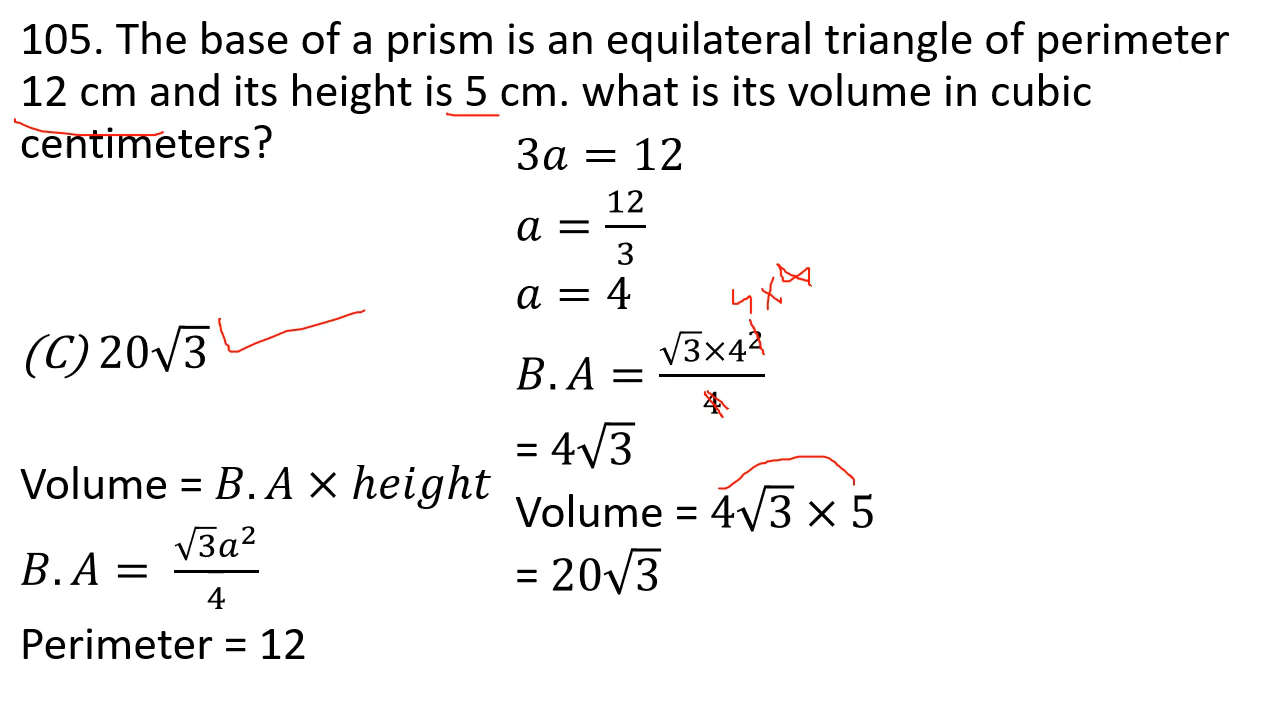 105. The base of a prism is an equilateral triangle of perimeter
12 cm and its height is 5 cm. what is its volume in cubic
centimeters?
(C) 20√3
Volume = B.A × height
B.A = √3a²/4
Perimeter = 12
3a = 12
a = 12/3
a = 4
4×4
B.A = √3×4²/4
= 4√3
Volume = 4√3 × 5
= 20√3